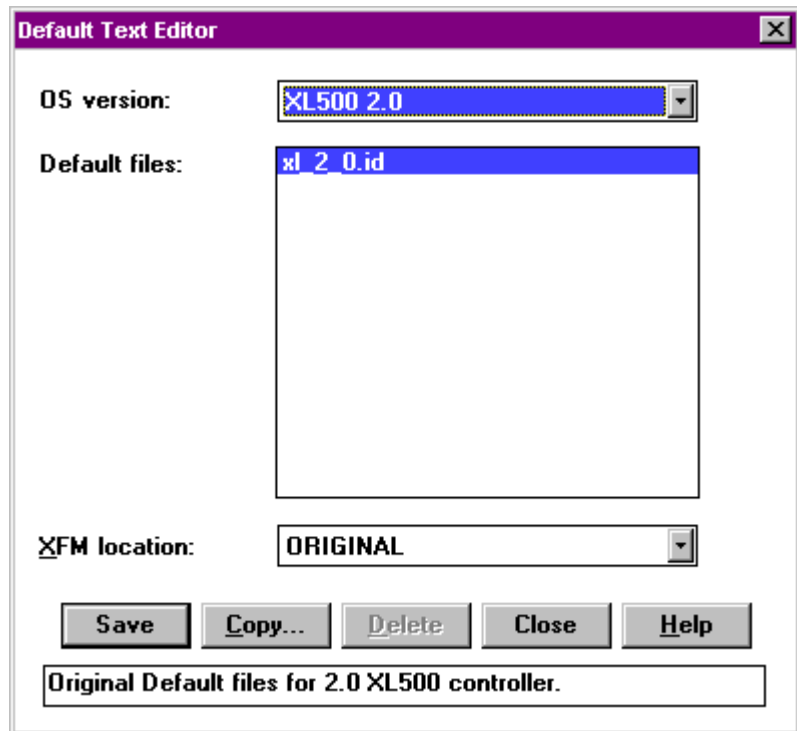 Default Text Editor
OS version:
XL500 2.0
Default files:
xl_2_0.id
XFM location:
ORIGINAL
Save
Copy...
Delete
Close
Help
Original Default files for 2.0 XL500 controller.